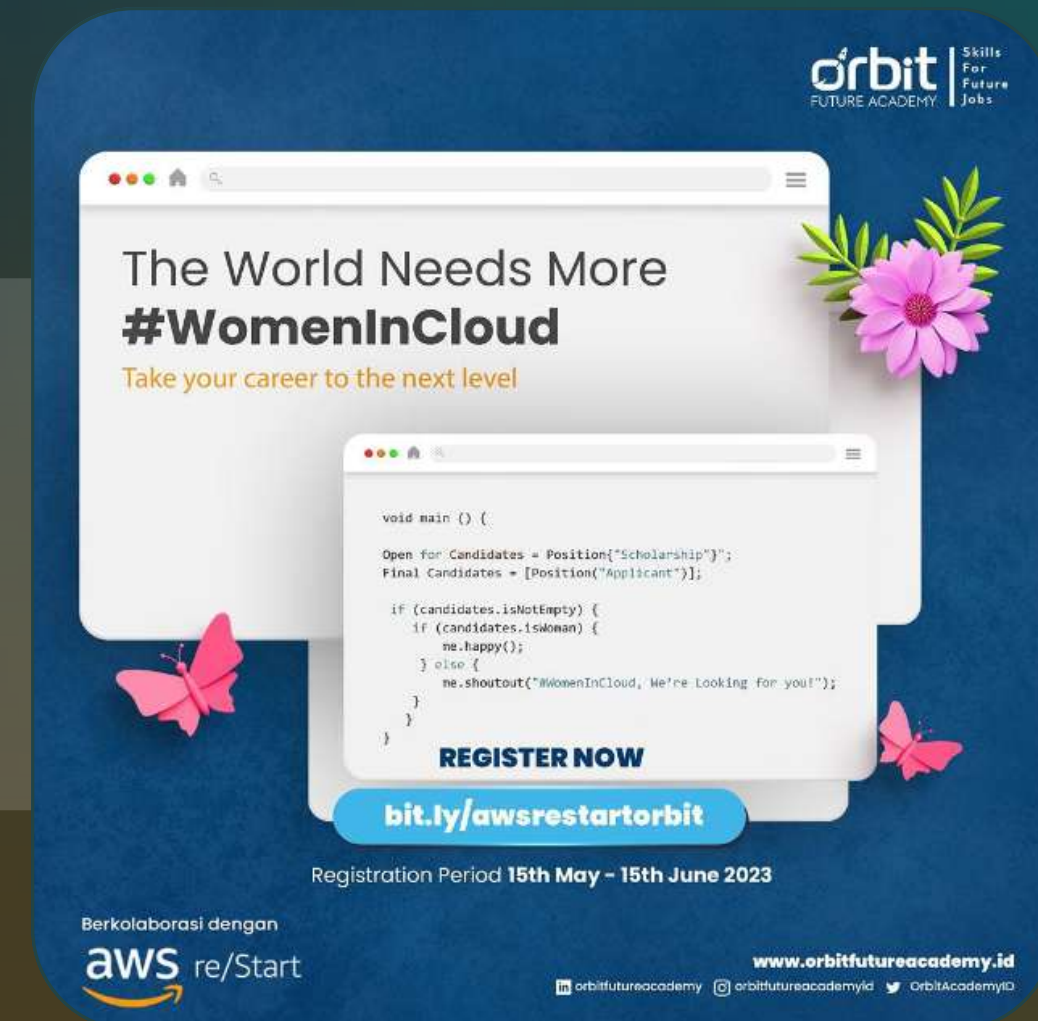 orbit
FUTURE ACADEMY
Skills
For
Future
Jobs
The World Needs More
#WomenInCloud
Take your career to the next level
void main () {
Open for Candidates = Position{"Scholarship"}";
Final Candidates = [Position("Applicant")];
if (candidates.isNotEmpty) {
if (candidates.isWoman) {
me.happy();
} else {
me.shoutout("#WomenInCloud, We're Looking for you!");
}
}
}
REGISTER NOW
bit.ly/awsrestartorbit
Registration Period 15th May - 15th June 2023
Berkolaborasi dengan
aws re/Start
www.orbitfutureacademy.id
in orbitfutureacademy orbitfutureacademyid OrbitAcademyID